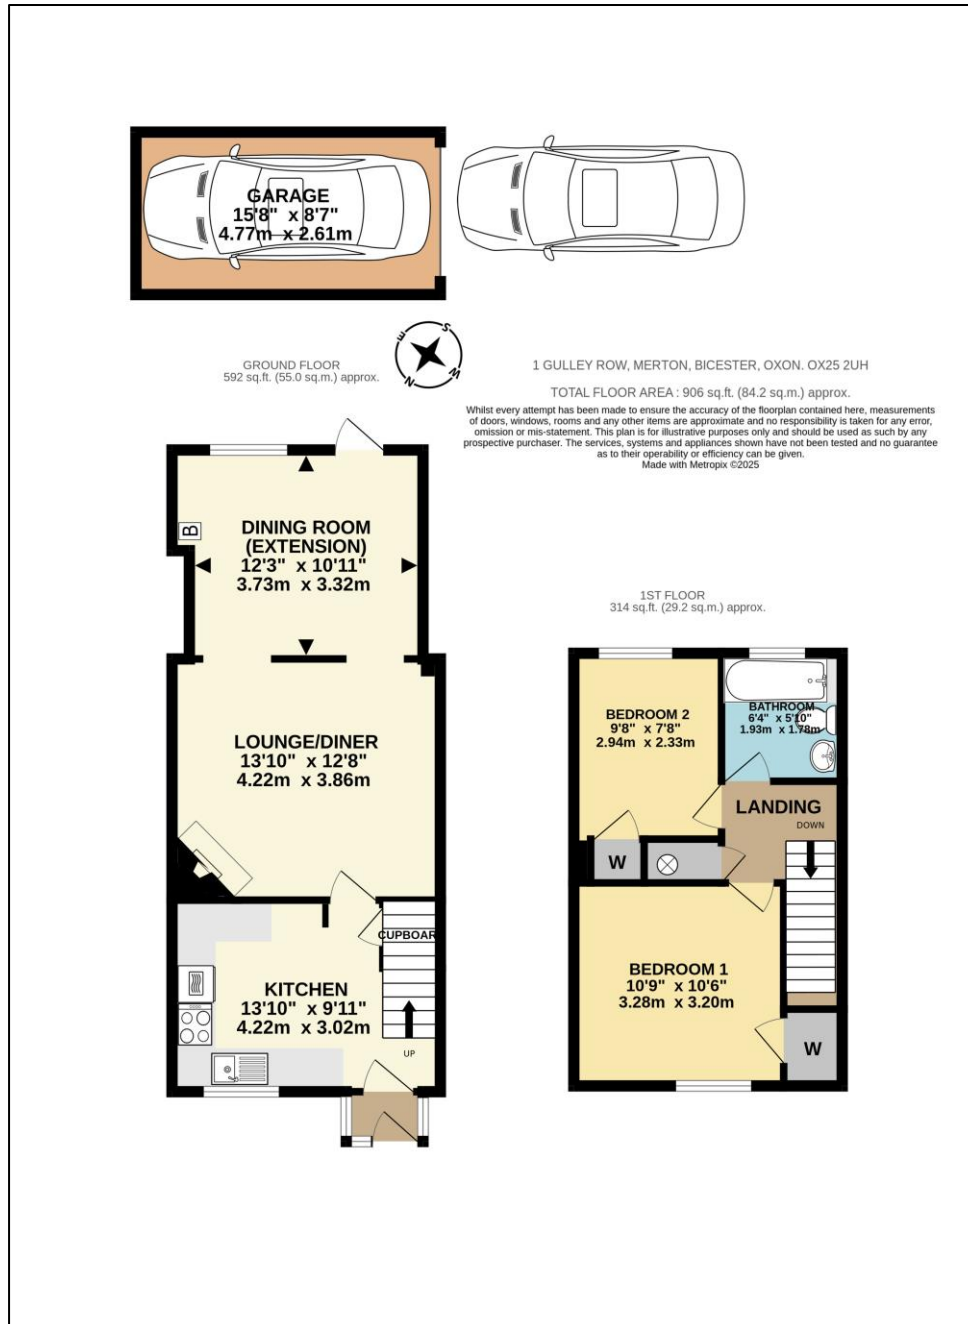 GARAGE
15'8" x 8'7"
4.77m x 2.61m
GROUND FLOOR
592 sq.ft. (55.0 sq.m.) approx.
E
S
N
W
1 GULLEY ROW, MERTON, BICESTER, OXON. OX25 2UH
TOTAL FLOOR AREA : 906 sq.ft. (84.2 sq.m.) approx.
Whilst every attempt has been made to ensure the accuracy of the floorplan contained here, measurements
of doors, windows, rooms and any other items are approximate and no responsibility is taken for any error,
omission or mis-statement. This plan is for illustrative purposes only and should be used as such by any
prospective purchaser. The services, systems and appliances shown have not been tested and no guarantee
as to their operability or efficiency can be given.
Made with Metropix ©2025
B
DINING ROOM
(EXTENSION)
12'3" x 10'11"
3.73m x 3.32m
LOUNGE/DINER
13'10" x 12'8"
4.22m x 3.86m
CUPBOAR
KITCHEN
13'10" x 9'11"
4.22m x 3.02m
UP
1ST FLOOR
314 sq.ft. (29.2 sq.m.) approx.
BEDROOM 2
9'8" x 7'8"
2.94m x 2.33m
BATHROOM
6'4" x 5'10"
1.93m x 1.78m
LANDING
DOWN
W
BEDROOM 1
10'9" x 10'6"
3.28m x 3.20m
W